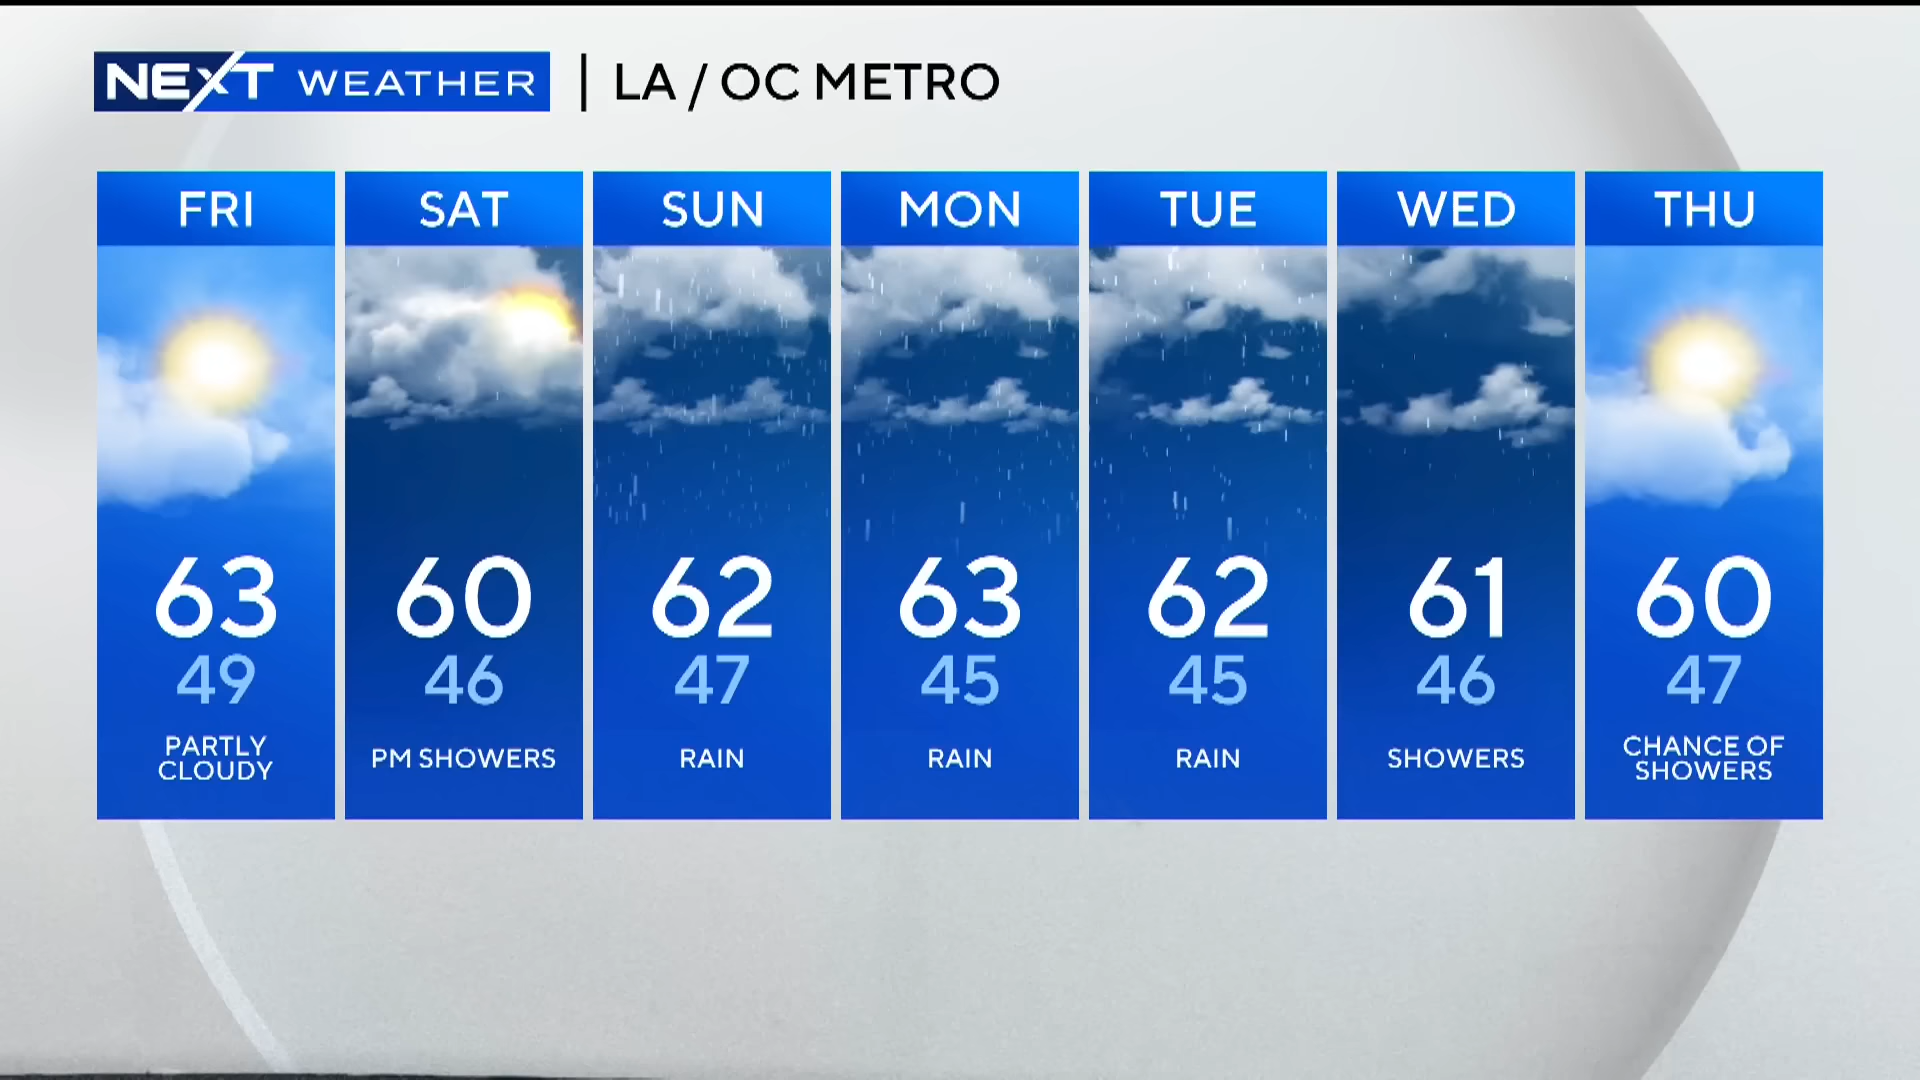 NEXT WEATHER | LA / OC METRO
FRI
63
49
PARTLY
CLOUDY
SAT
60
46
PM SHOWERS
SUN
62
47
RAIN
MON
63
45
RAIN
TUE
62
45
RAIN
WED
61
46
SHOWERS
THU
60
47
CHANCE OF
SHOWERS